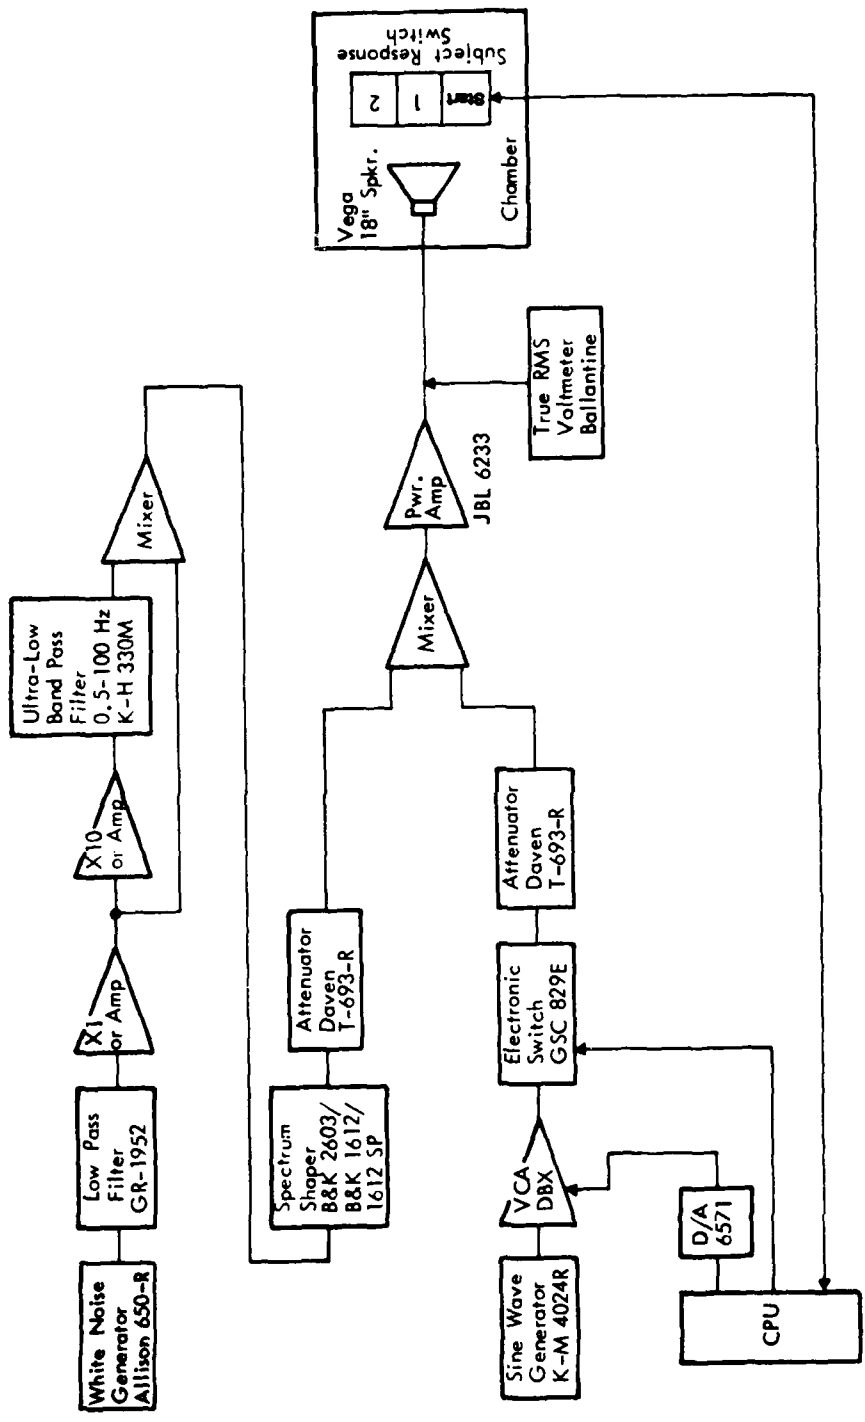 White Noise
Generator
Allison 650-R
Low Pass
Filter
GR-1952
X1
or Amp
X10
or Amp
Ultra-Low
Band Pass
Filter
0.5-100 Hz
K-H 330M
Mixer
Spectrum
Shaper
B&K 2603/
B&K 1612/
1612 SP
Attenuator
Daven
T-693-R
Sine Wave
Generator
K-M 4024R
VCA
DBX
Electronic
Switch
GSC 829E
Attenuator
Daven
T-693-R
Mixer
Pwr.
Amp
JBL 6233
True RMS
Voltmeter
Ballantine
Vega
18" Spkr.
Chamber
Subject Response
Switch
2
1
Start
D/A
6571
CPU